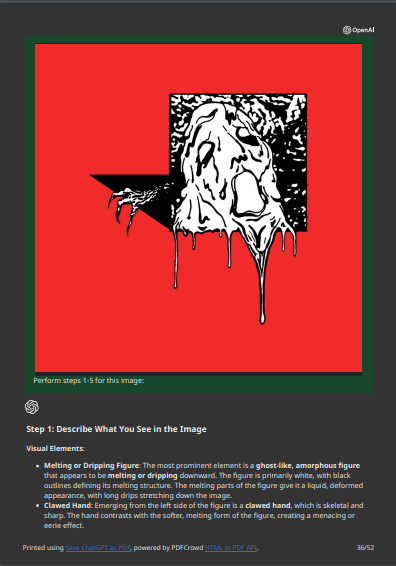 OpenAI
Perform steps 1-5 for this image:
Step 1: Describe What You See in the Image
Visual Elements:
• Melting or Dripping Figure: The most prominent element is a ghost-like, amorphous figure
that appears to be melting or dripping downward. The figure is primarily white, with black
outlines defining its melting structure. The melting parts of the figure give it a liquid, deformed
appearance, with long drips stretching down the image.
• Clawed Hand: Emerging from the left side of the figure is a clawed hand, which is skeletal and
sharp. The hand contrasts with the softer, melting form of the figure, creating a menacing or
eerie effect.
Printed using Save ChatGPT as PDF, powered by PDFCrowd HTML to PDF API.
36/52